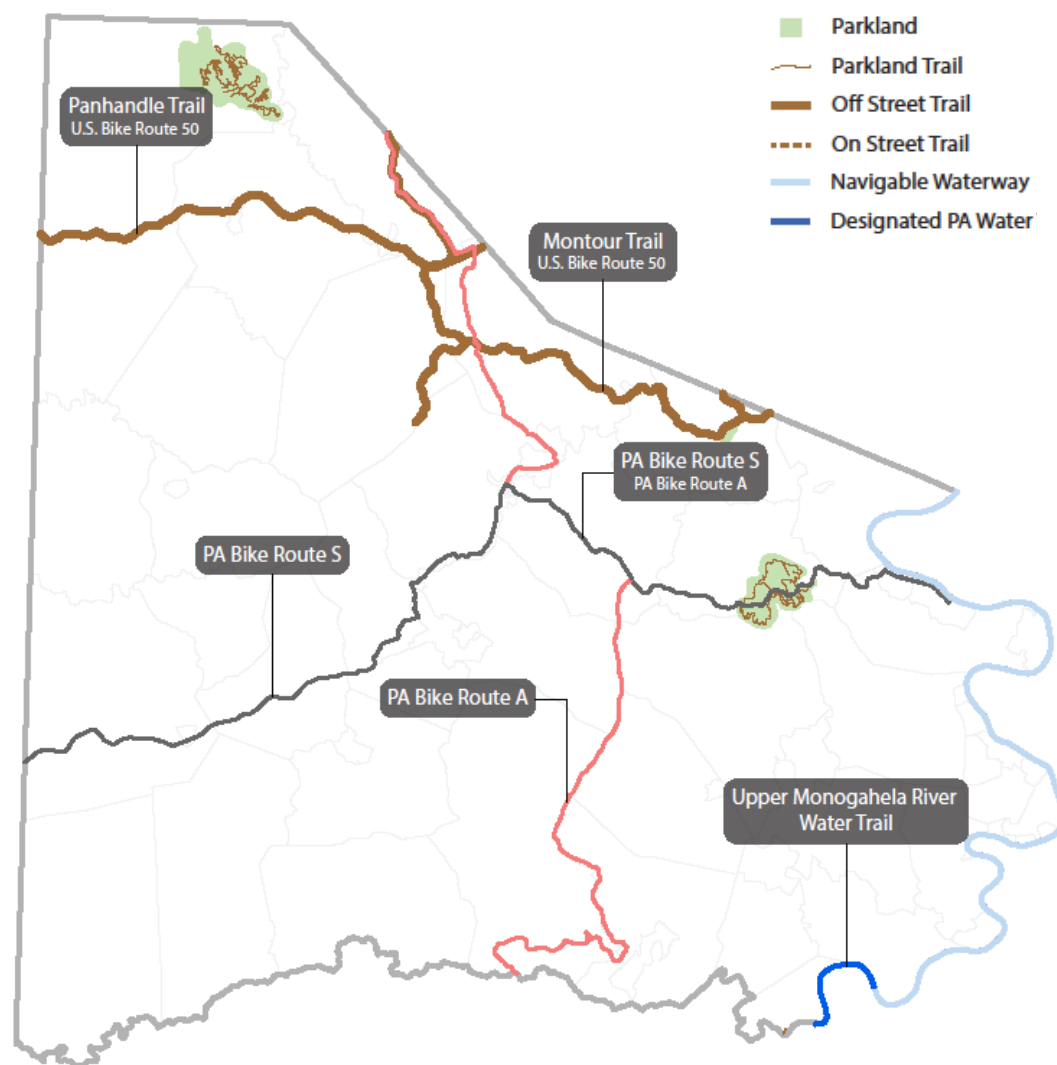 Parkland
Parkland Trail
Off Street Trail
On Street Trail
Navigable Waterway
Designated PA Water
Panhandle Trail
U.S. Bike Route 50
Montour Trail
U.S. Bike Route 50
PA Bike Route S
PA Bike Route A
PA Bike Route S
PA Bike Route A
Upper Monogahela River
Water Trail